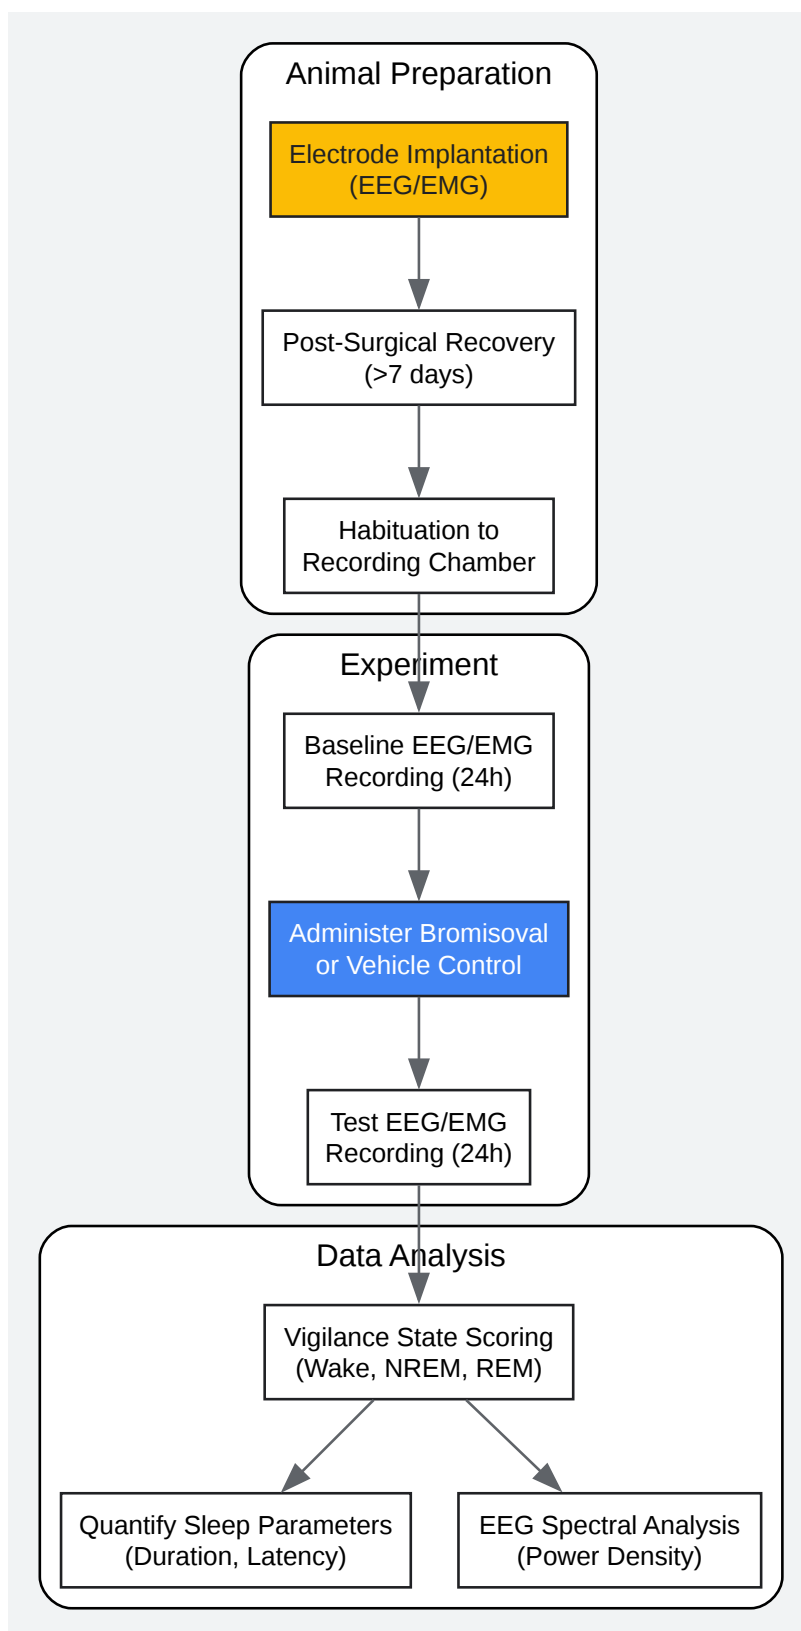 Animal Preparation
Electrode Implantation
(EEG/EMG)
Post-Surgical Recovery
(>7 days)
Habituation to
Recording Chamber
Experiment
Baseline EEG/EMG
Recording (24h)
Administer Bromisoval
or Vehicle Control
Test EEG/EMG
Recording (24h)
Data Analysis
Vigilance State Scoring
(Wake, NREM, REM)
Quantify Sleep Parameters
(Duration, Latency)
EEG Spectral Analysis
(Power Density)